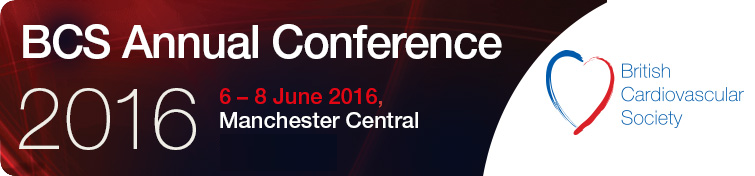 BCS Annual Conference
2016
6 – 8 June 2016,
Manchester Central
British
Cardiovascular
Society